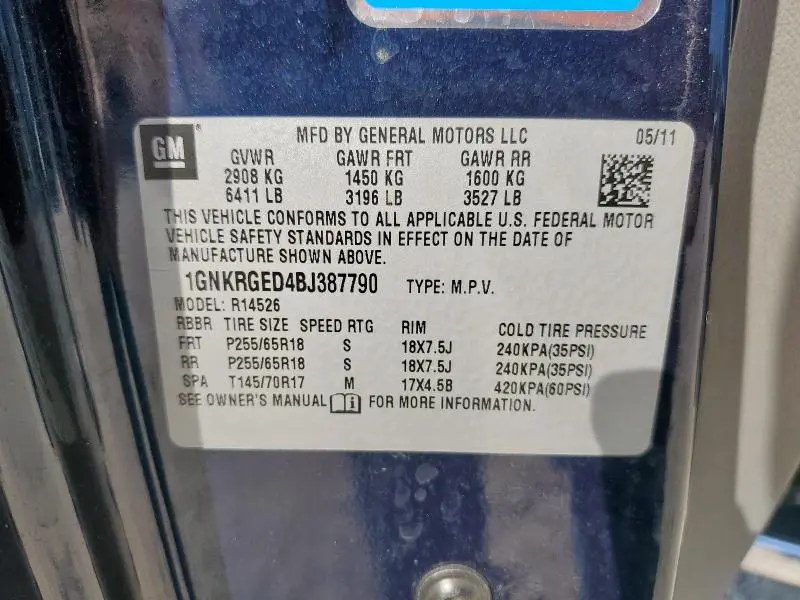 GM
MFD BY GENERAL MOTORS LLC 05/11
GVWR GAWR FRT GAWR RR
2908 KG 1450 KG 1600 KG
6411 LB 3196 LB 3527 LB
THIS VEHICLE CONFORMS TO ALL APPLICABLE U.S. FEDERAL MOTOR
VEHICLE SAFETY STANDARDS IN EFFECT ON THE DATE OF
MANUFACTURE SHOWN ABOVE.
1GNKRGED4BJ387790 TYPE: M.P.V.
MODEL: R14526
RBBR TIRE SIZE SPEED RTG RIM COLD TIRE PRESSURE
FRT P255/65R18 S 18X7.5J 240KPA(35PSI)
RR P255/65R18 S 18X7.5J 240KPA(35PSI)
SPA T145/70R17 M 17X4.5B 420KPA(60PSI)
SEE OWNER'S MANUAL FOR MORE INFORMATION.